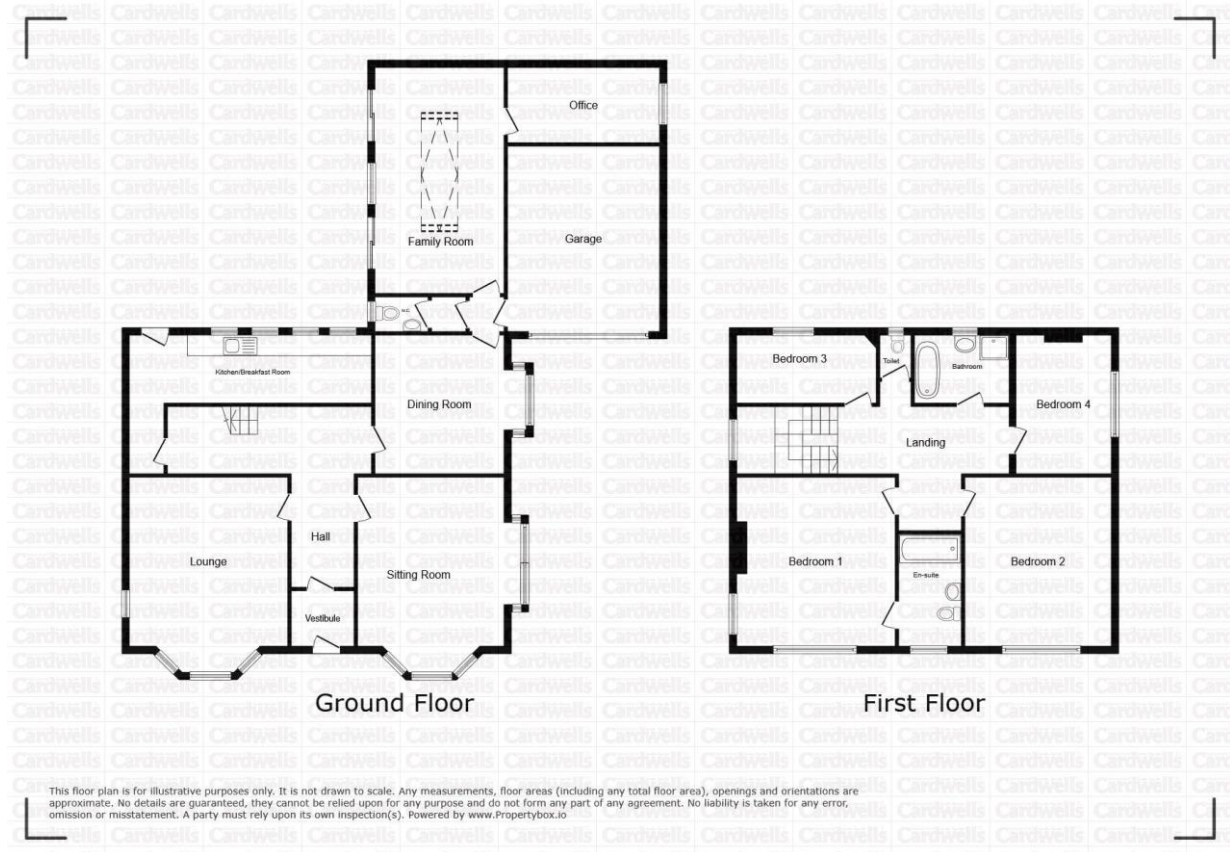 Office
Family Room
Garage
W.C.
Kitchen/Breakfast Room
Dining Room
Hall
Lounge
Sitting Room
Vestibule
Ground Floor
Bedroom 3
Toilet
Bathroom
Bedroom 4
Landing
Bedroom 1
En-suite
Bedroom 2
First Floor
This floor plan is for illustrative purposes only. It is not drawn to scale. Any measurements, floor areas (including any total floor area), openings and orientations are
approximate. No details are guaranteed, they cannot be relied upon for any purpose and do not form any part of any agreement. No liability is taken for any error,
omission or misstatement. A party must rely upon its own inspection(s). Powered by www.Propertybox.io
Cardwells